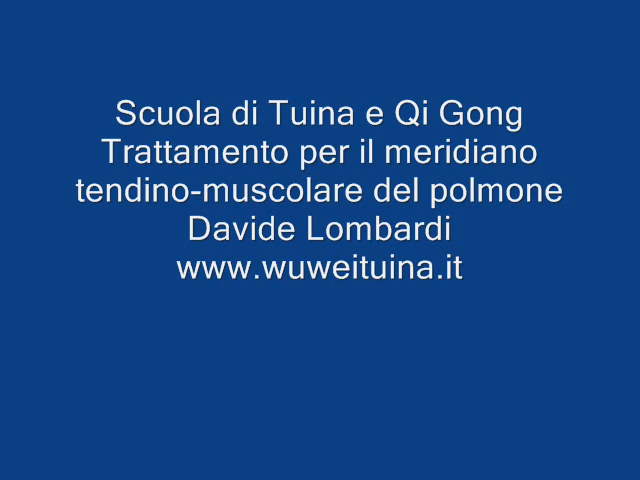 Scuola di Tuina e Qi Gong
Trattamento per il meridiano
tendino-muscolare del polmone
Davide Lombardi
www.wuweituina.it